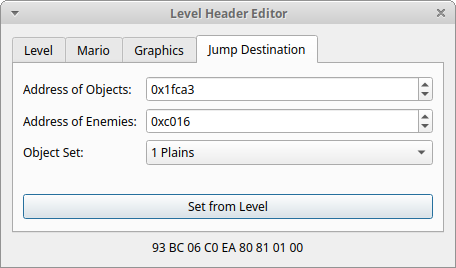 Level Header Editor
Level Mario Graphics Jump Destination
Address of Objects: 0x1fca3
Address of Enemies: 0xc016
Object Set: 1 Plains
Set from Level
93 BC 06 C0 EA 80 81 01 00